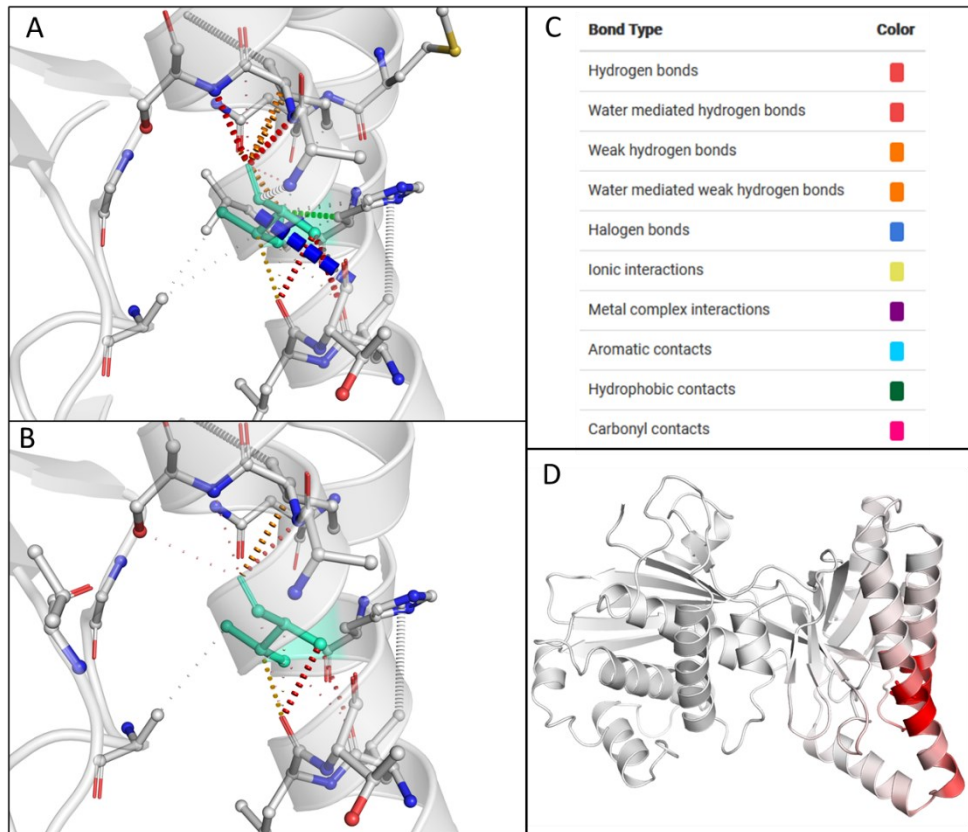 A
B
C
Bond Type Color
Hydrogen bonds
Water mediated hydrogen bonds
Weak hydrogen bonds
Water mediated weak hydrogen bonds
Halogen bonds
Ionic interactions
Metal complex interactions
Aromatic contacts
Hydrophobic contacts
Carbonyl contacts
D